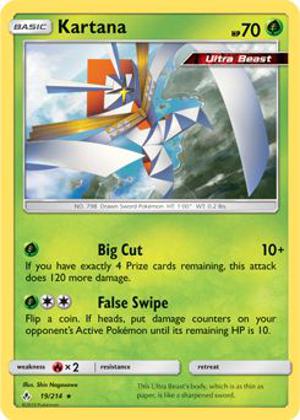 BASIC Kartana HP 70
Ultra Beast
NO. 798 Drawn Sword Pokémon HT: 1'00" WT: 0.2 lbs.
Big Cut 10+
If you have exactly 4 Prize cards remaining, this attack
does 120 more damage.
False Swipe
Flip a coin. If heads, put damage counters on your
opponent's Active Pokémon until its remaining HP is 10.
weakness ×2 resistance retreat
Illus. Shin Nagasawa
19/214 ★
This Ultra Beast's body, which is as thin as
paper, is like a sharpened sword.
©2019 Pokémon